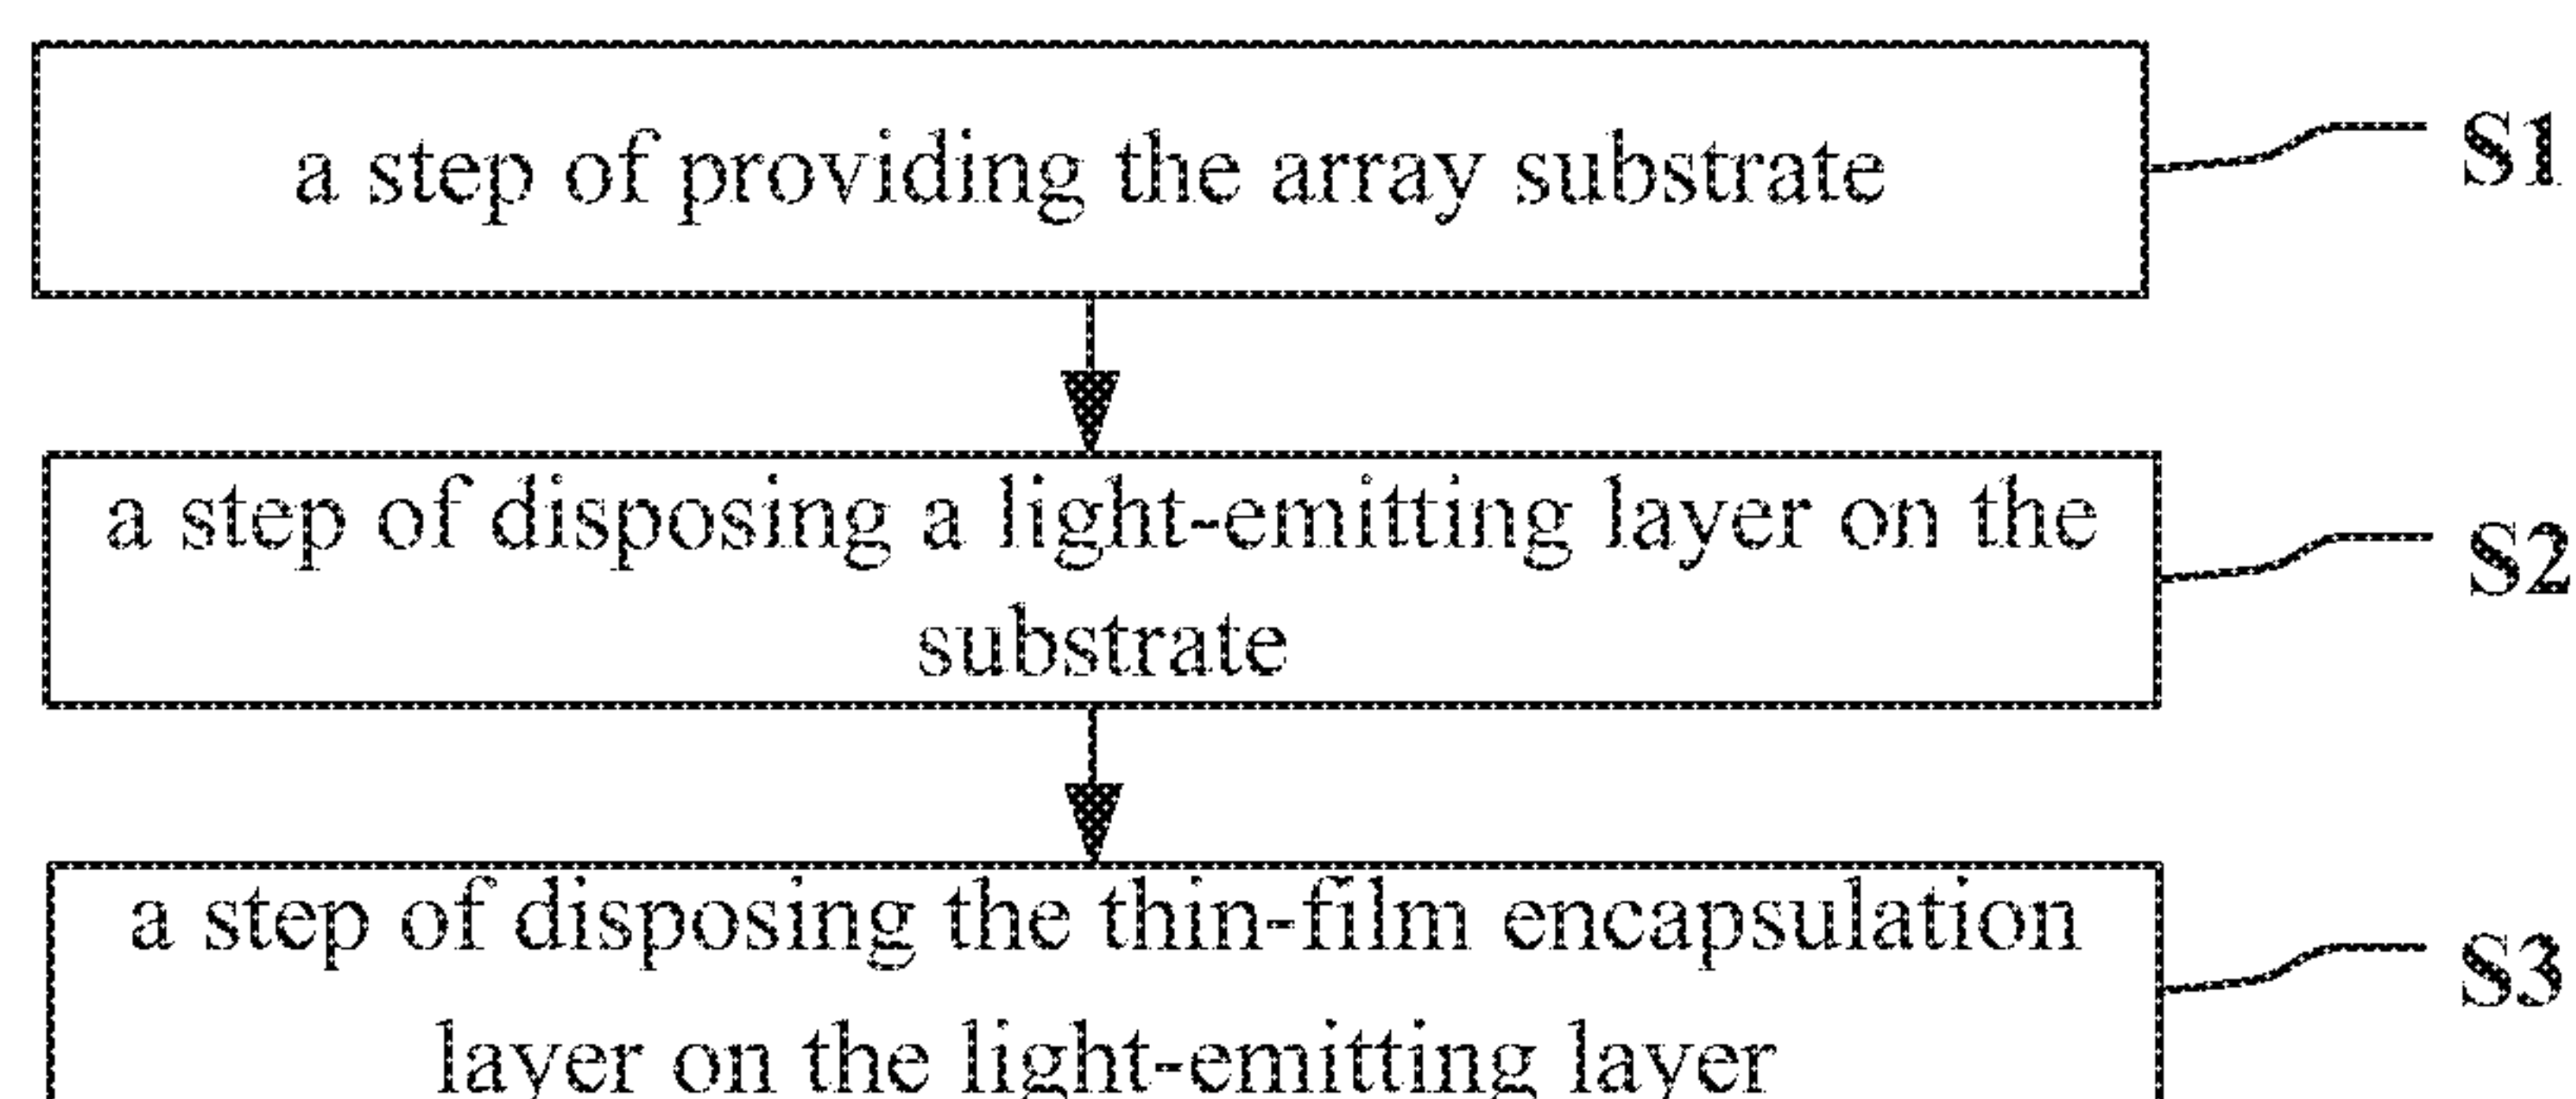 a step of providing the array substrate
S1
a step of disposing a light-emitting layer on the
substrate
S2
a step of disposing the thin-film encapsulation
layer on the light-emitting layer
S3